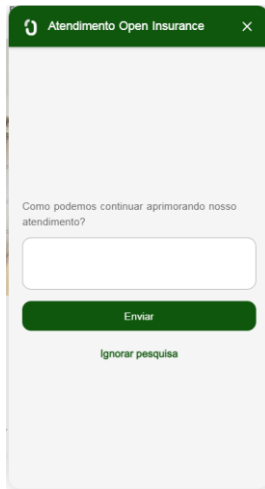 Atendimento Open Insurance
Como podemos continuar aprimorando nosso
atendimento?
Enviar
Ignorar pesquisa